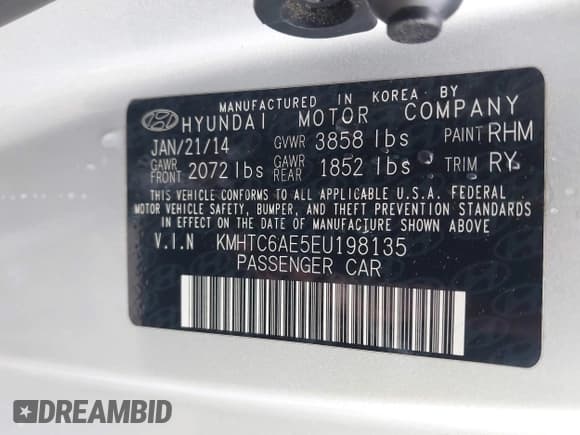 MANUFACTURED IN KOREA BY
HYUNDAI MOTOR COMPANY
JAN/21/14 GVWR 3858 lbs PAINT RHM
GAWR FRONT 2072 lbs GAWR REAR 1852 lbs TRIM RY
THIS VEHICLE CONFORMS TO ALL APPLICABLE U.S.A. FEDERAL
MOTOR VEHICLE SAFETY, BUMPER, AND THEFT PREVENTION STANDARDS
IN EFFECT ON THE DATE OF MANUFACTURE SHOWN ABOVE
V.I.N KMHTC6AE5EU198135
PASSENGER CAR
DREAMBID